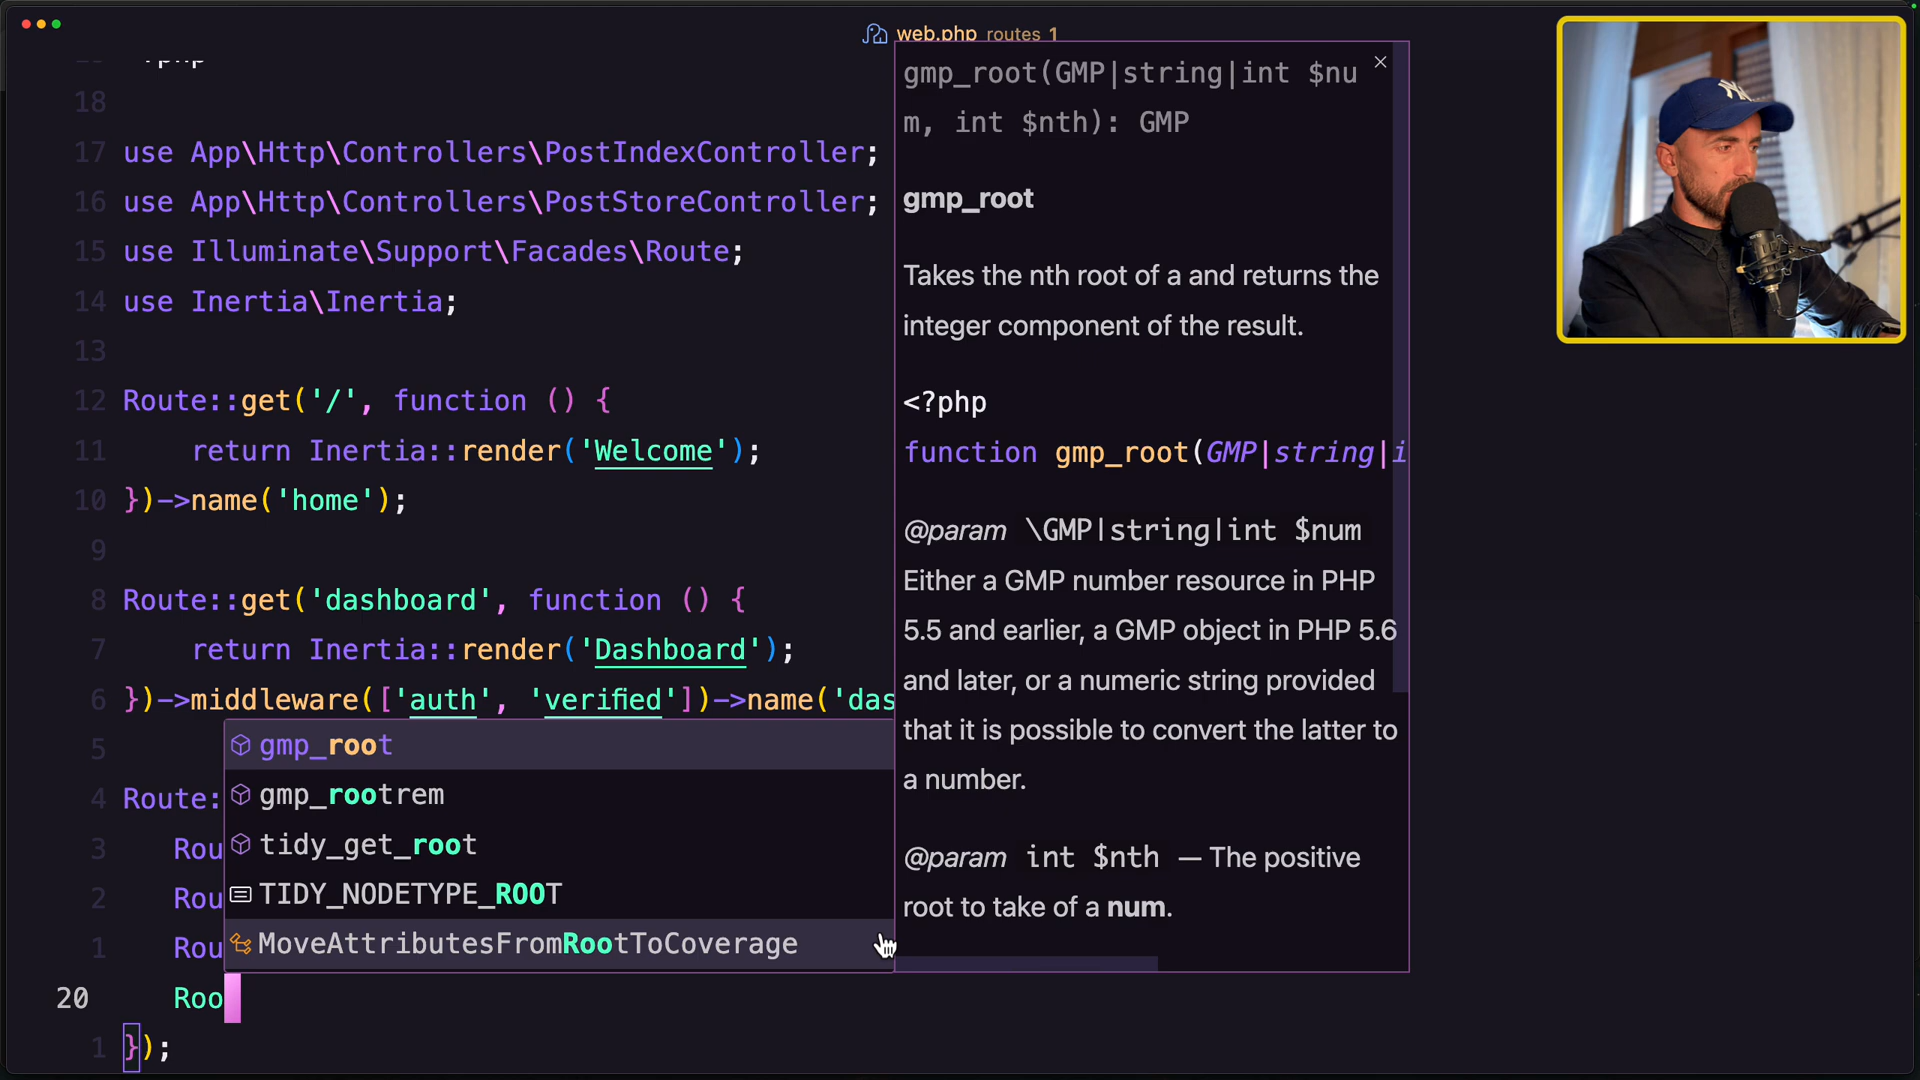 web.php routes 1
<?php
18
17 use App\Http\Controllers\PostIndexController;
16 use App\Http\Controllers\PostStoreController;
15 use Illuminate\Support\Facades\Route;
14 use Inertia\Inertia;
13
12 Route::get('/', function () {
11 return Inertia::render('Welcome');
10 })->name('home');
9
8 Route::get('dashboard', function () {
7 return Inertia::render('Dashboard');
6 })->middleware(['auth', 'verified'])->name('das
5
4 Route:
3 Rou
2 Rou
1 Rou
20 Roo
1 });
gmp_root
gmp_rootrem
tidy_get_root
TIDY_NODETYPE_ROOT
MoveAttributesFromRootToCoverage
gmp_root(GMP|string|int $nu
m, int $nth): GMP
gmp_root
Takes the nth root of a and returns the
integer component of the result.
<?php
function gmp_root(GMP|string|i
@param \GMP|string|int $num
Either a GMP number resource in PHP
5.5 and earlier, a GMP object in PHP 5.6
and later, or a numeric string provided
that it is possible to convert the latter to
a number.
@param int $nth — The positive
root to take of a num.